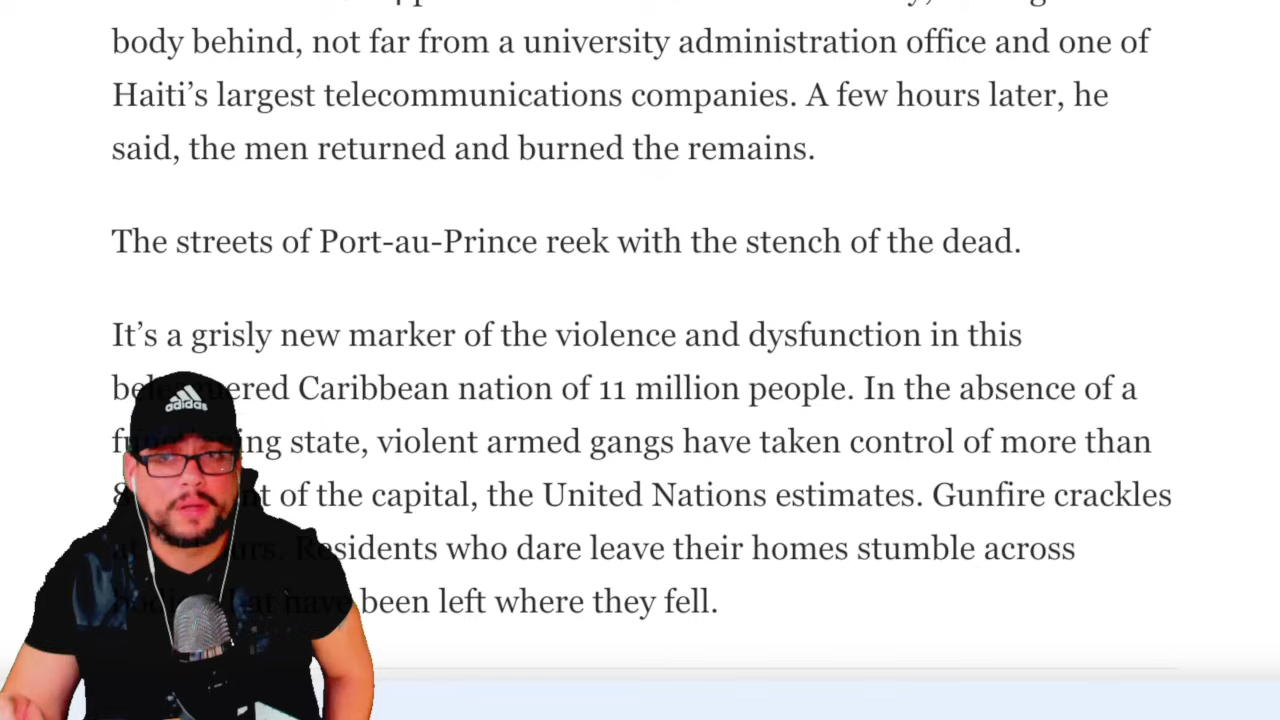 body behind, not far from a university administration office and one of
Haiti’s largest telecommunications companies. A few hours later, he
said, the men returned and burned the remains.
The streets of Port-au-Prince reek with the stench of the dead.
It’s a grisly new marker of the violence and dysfunction in this
Caribbean nation of 11 million people. In the absence of a
state, violent armed gangs have taken control of more than
of the capital, the United Nations estimates. Gunfire crackles
Residents who dare leave their homes stumble across
have been left where they fell.
adidas